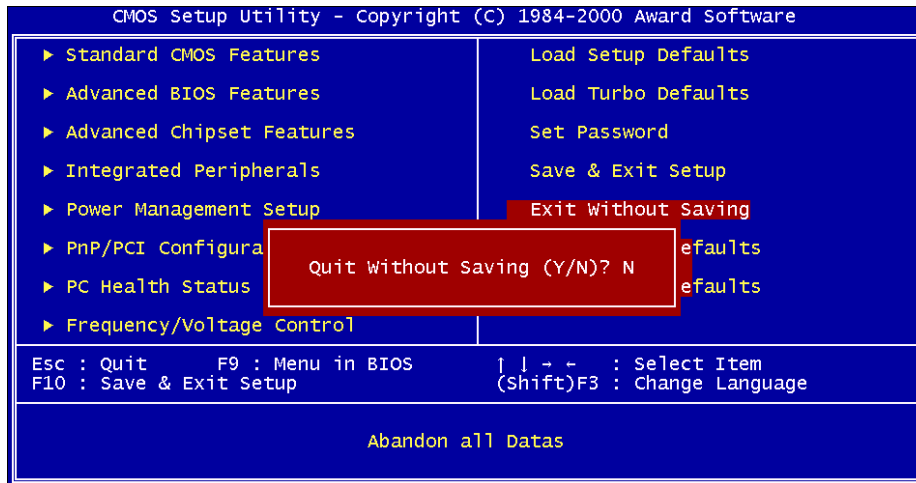 CMOS Setup Utility - Copyright (C) 1984-2000 Award Software
▶ Standard CMOS Features
▶ Advanced BIOS Features
▶ Advanced Chipset Features
▶ Integrated Peripherals
▶ Power Management Setup
▶ PnP/PCI Configura
▶ PC Health Status
▶ Frequency/Voltage Control
Load Setup Defaults
Load Turbo Defaults
Set Password
Save & Exit Setup
Exit Without Saving
efaults
efaults
Quit Without Saving (Y/N)? N
Esc : Quit F9 : Menu in BIOS ↑ ↓ → ← : Select Item
F10 : Save & Exit Setup (Shift)F3 : Change Language
Abandon all Datas